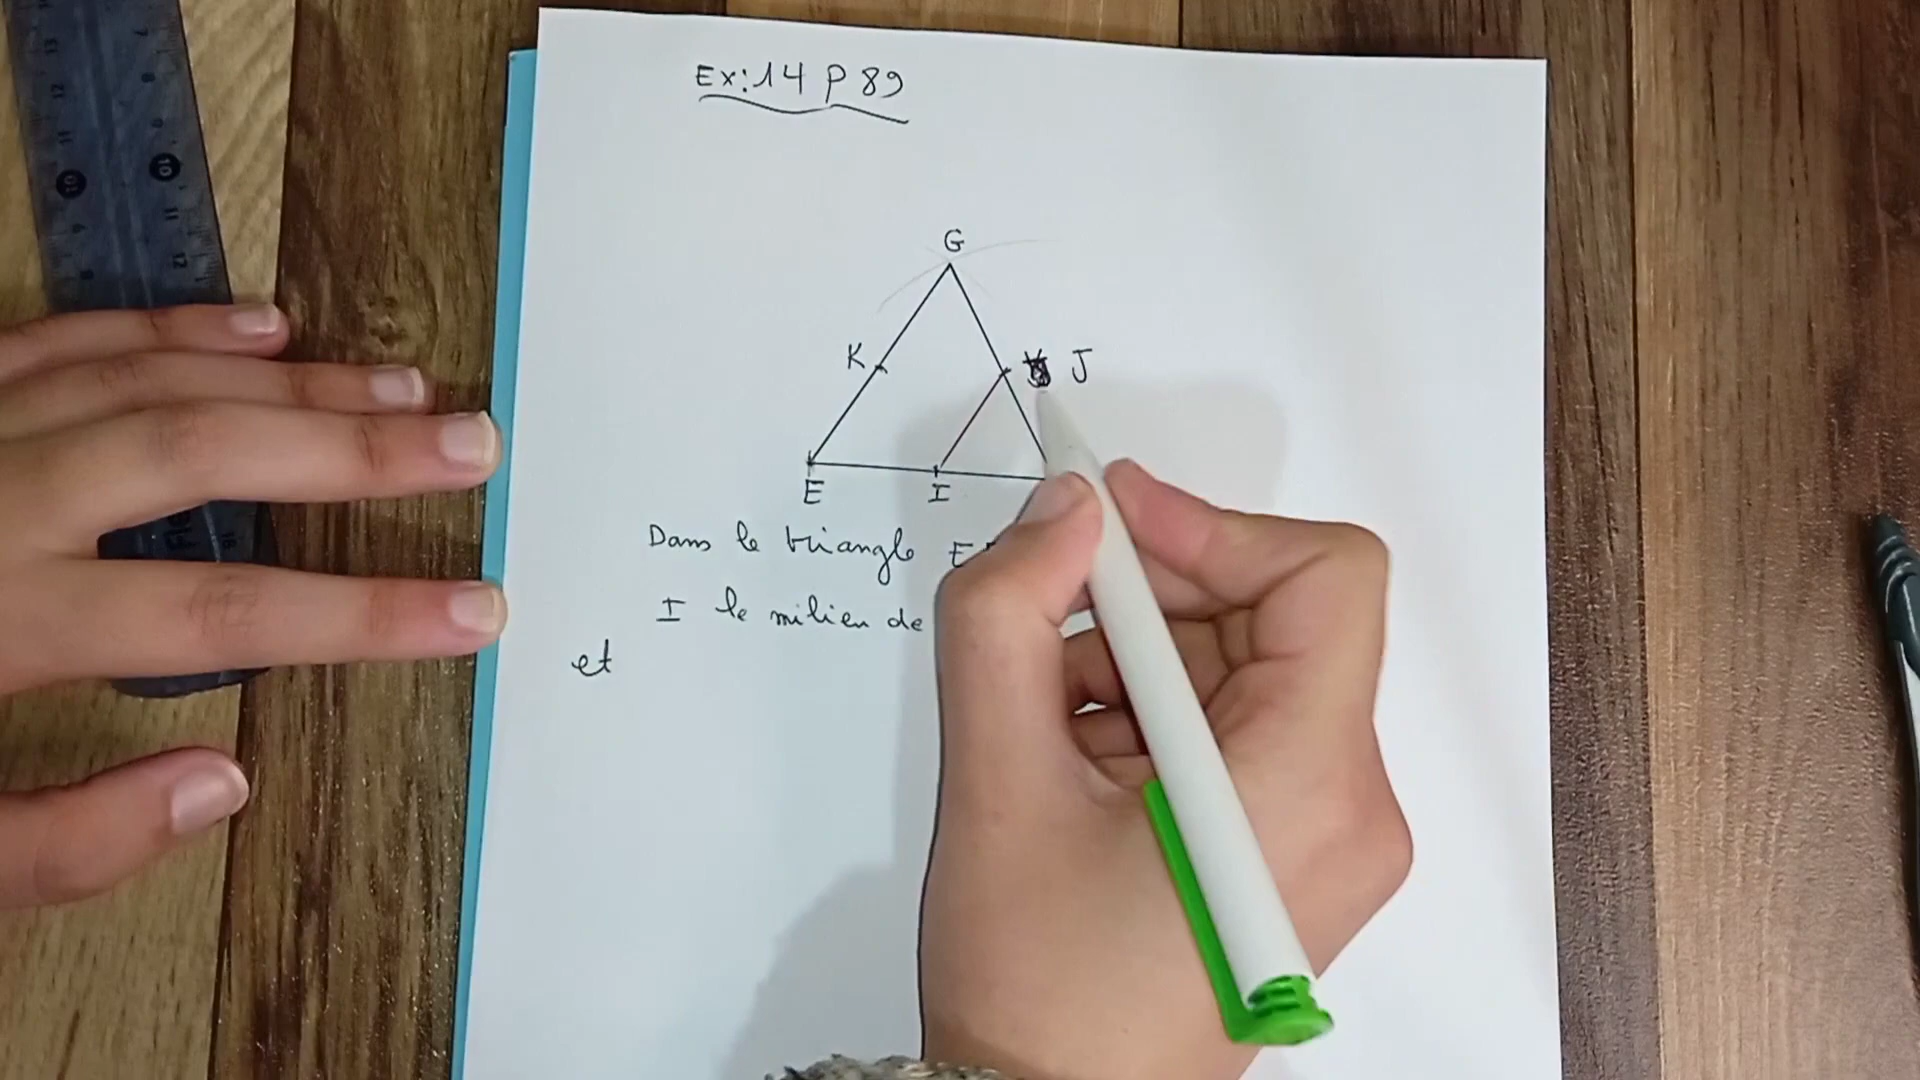 Ex: 14 p 89
G
K
J
E I
Dans le triangle
I le milieu de
et